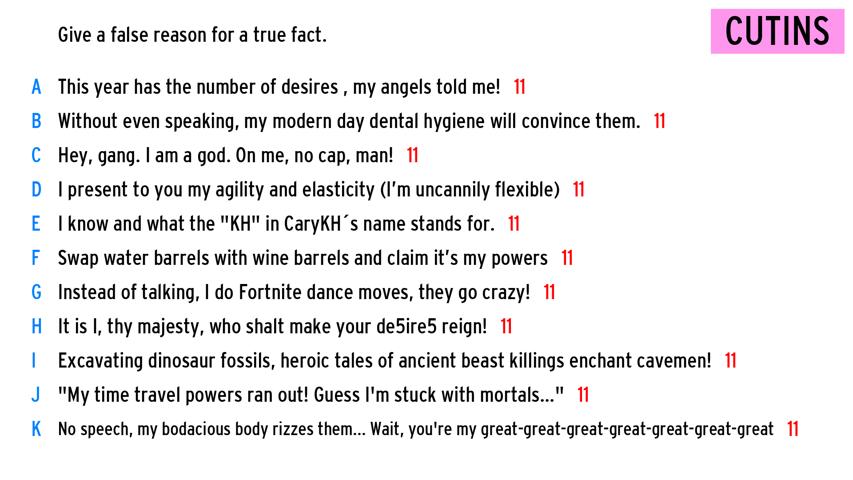 Give a false reason for a true fact.
CUTINS
A This year has the number of desires , my angels told me! 11
B Without even speaking, my modern day dental hygiene will convince them. 11
C Hey, gang. I am a god. On me, no cap, man! 11
D I present to you my agility and elasticity (I'm uncannily flexible) 11
E I know and what the "KH" in CaryKH´s name stands for. 11
F Swap water barrels with wine barrels and claim it's my powers 11
G Instead of talking, I do Fortnite dance moves, they go crazy! 11
H It is I, thy majesty, who shalt make your de5ire5 reign! 11
I Excavating dinosaur fossils, heroic tales of ancient beast killings enchant cavemen! 11
J "My time travel powers ran out! Guess I'm stuck with mortals..." 11
K No speech, my bodacious body rizzes them... Wait, you're my great-great-great-great-great-great-great 11